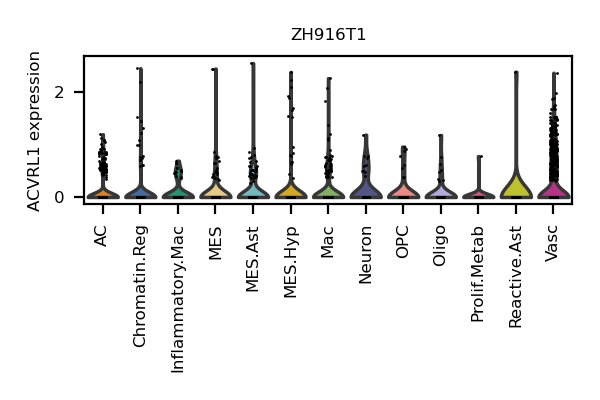 ZH916T1
ACVRL1 expression
2
0
AC
Chromatin.Reg
Inflammatory.Mac
MES
MES.Ast
MES.Hyp
Mac
Neuron
OPC
Oligo
Prolif.Metab
Reactive.Ast
Vasc